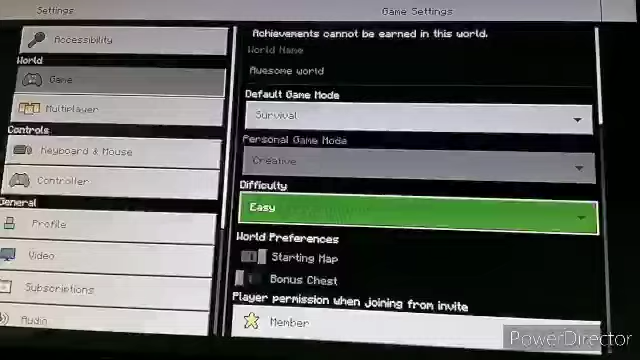 Settings
Game Settings
Accessibility
World
Game
Multiplayer
Controls
Keyboard & Mouse
Controller
General
Profile
Video
Subscriptions
Audio
Achievements cannot be earned in this world.
World Name
Awesome world
Default Game Mode
Survival
Personal Game Mode
Creative
Difficulty
Easy
World Preferences
Starting Map
Bonus Chest
Player permission when joining from invite
Member
PowerDirector